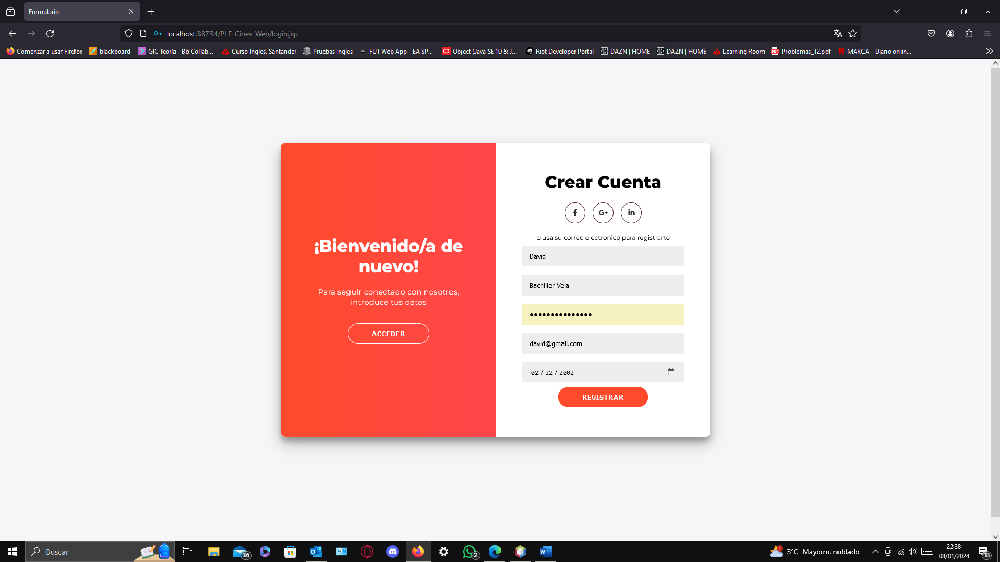 Formulario
localhost:38734/PLF_Cines_Web/login.jsp
Comenzar a usar Firefox
blackboard
GIC Teoría - Bb Collab...
Curso Ingles, Santander
Pruebas Ingles
FUT Web App - EA SP...
Object (Java SE 10 & J...
Riot Developer Portal
DAZN | HOME
DAZN | HOME
Learning Room
Problemas_T2.pdf
MARCA - Diario onlin...
¡Bienvenido/a de
nuevo!
Para seguir conectado con nosotros,
introduce tus datos
ACCEDER
Crear Cuenta
G+
in
o usa su correo electronico para registrarte
David
Bachiller Vela
●●●●●●●●●●●●●●●
david@gmail.com
02 / 12 / 2002
REGISTRAR
Buscar
36
2
1
3°C Mayorm. nublado
22:38
08/01/2024
18